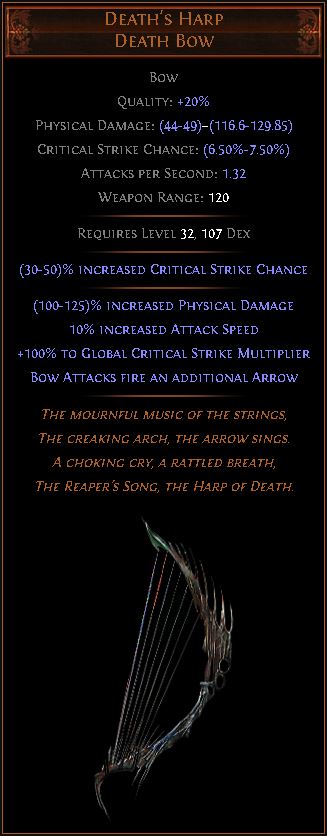 Death's Harp
Death Bow
Bow
Quality: +20%
Physical Damage: (44-49)–(116.6-129.85)
Critical Strike Chance: (6.50%-7.50%)
Attacks per Second: 1.32
Weapon Range: 120
Requires Level 32, 107 Dex
(30-50)% increased Critical Strike Chance
(100-125)% increased Physical Damage
10% increased Attack Speed
+100% to Global Critical Strike Multiplier
Bow Attacks fire an additional Arrow
The mournful music of the strings,
The creaking arch, the arrow sings.
A choking cry, a rattled breath,
The Reaper's Song, the Harp of Death.